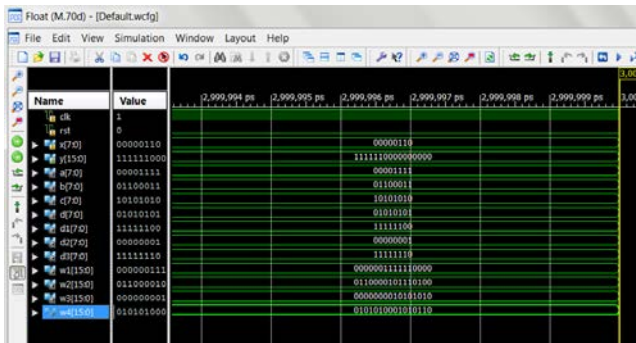 Float (M.70d) - [Default.wcfg]
File Edit View Simulation Window Layout Help
3,00
2,999,994 ps 2,999,995 ps 2,999,996 ps 2,999,997 ps 2,999,998 ps 2,999,999 ps 3,00
Name Value
clk 1
rst 0
x[7:0] 00000110 00000110
y[15:0] 111111000 1111110000000000
a[7:0] 00001111 00001111
b[7:0] 01100011 01100011
c[7:0] 10101010 10101010
d[7:0] 01010101 01010101
d1[7:0] 11111100 11111100
d2[7:0] 00000001 00000001
d3[7:0] 11111110 11111110
w1[15:0] 000000111 0000001111110000
w2[15:0] 011000010 0110000101110100
w3[15:0] 000000001 0000000010101010
w4[15:0] 010101000 0101010001010110